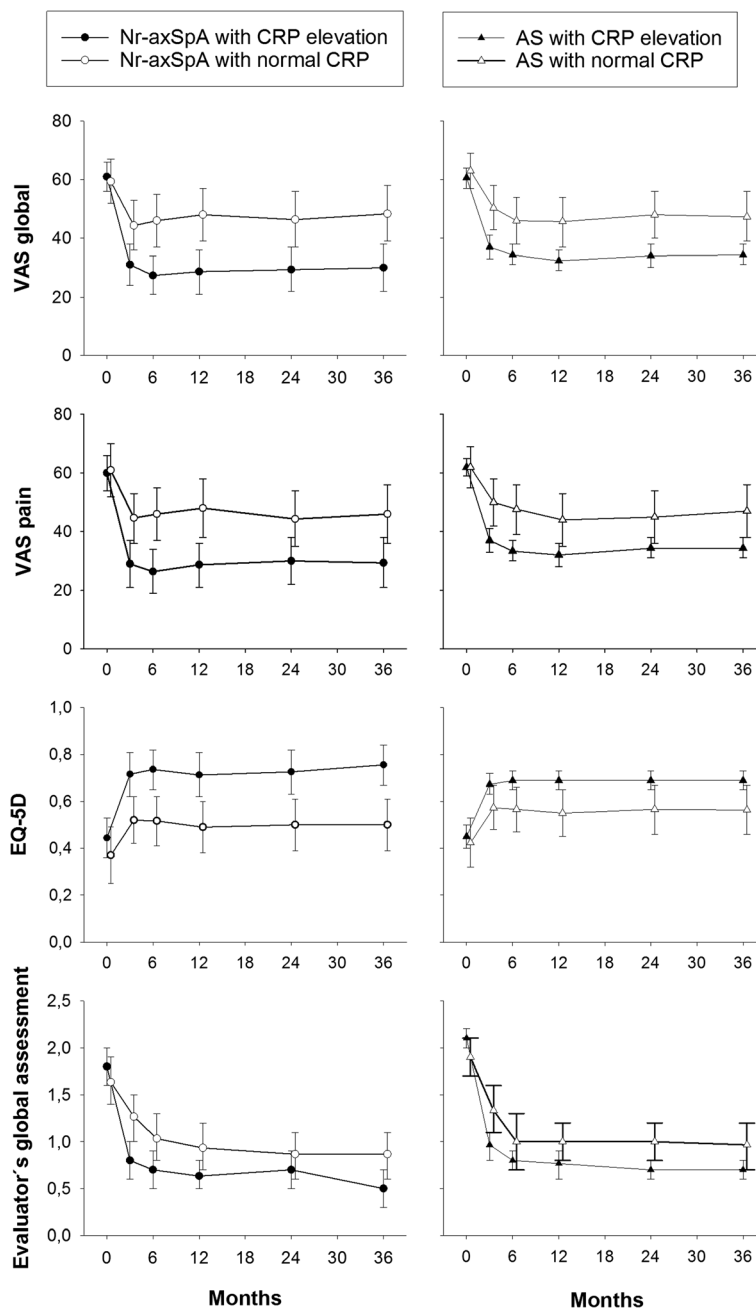 Nr-axSpA with CRP elevation
Nr-axSpA with normal CRP
AS with CRP elevation
AS with normal CRP
VAS global
80
60
40
20
0
0 6 12 18 24 30 36
0 6 12 18 24 30 36
VAS pain
80
60
40
20
0
0 6 12 18 24 30 36
0 6 12 18 24 30 36
EQ-5D
1,0
0,8
0,6
0,4
0,2
0,0
0 6 12 18 24 30 36
0 6 12 18 24 30 36
Evaluator´s global assessment
2,5
2,0
1,5
1,0
0,5
0,0
0 6 12 18 24 30 36
0 6 12 18 24 30 36
Months
Months